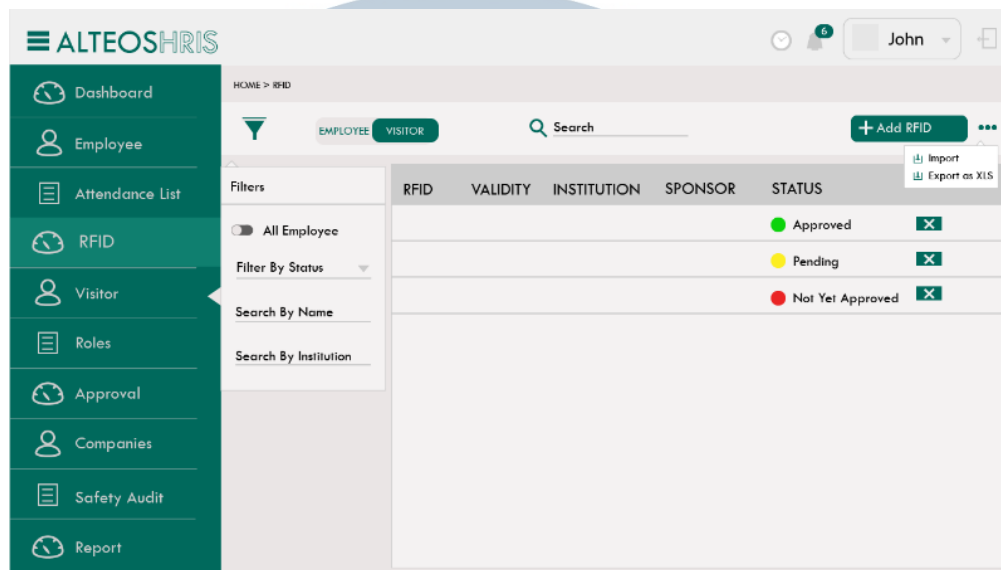 ALTEOSHRIS
6
John
Dashboard
Employee
Attendance List
RFID
Visitor
Roles
Approval
Companies
Safety Audit
Report
HOME > RFID
EMPLOYEE VISITOR
Search
+ Add RFID
Import
Export as XLS
Filters
All Employee
Filter By Status
Search By Name
Search By Institution
RFID VALIDITY INSTITUTION SPONSOR STATUS
Approved
Pending
Not Yet Approved